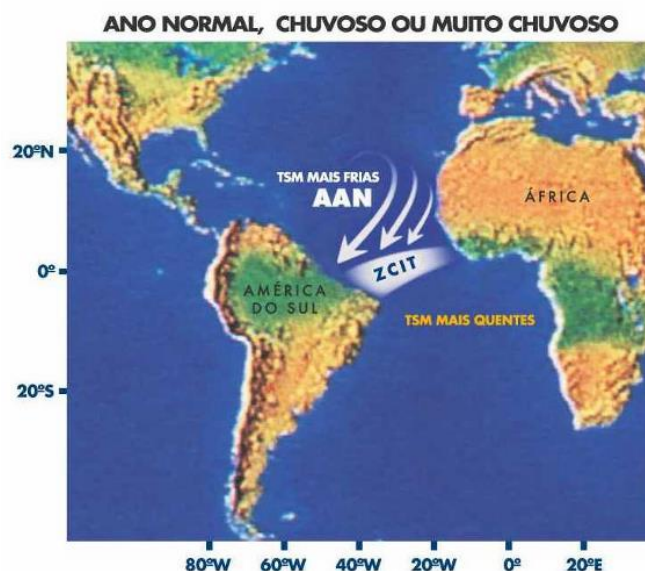 ANO NORMAL, CHUVOSO OU MUITO CHUVOSO
20ºN
TSM MAIS FRIAS
AAN
ÁFRICA
0º
ZCIT
AMÉRICA
DO SUL
TSM MAIS QUENTES
20ºS
80ºW 60ºW 40ºW 20ºW 0º 20ºE